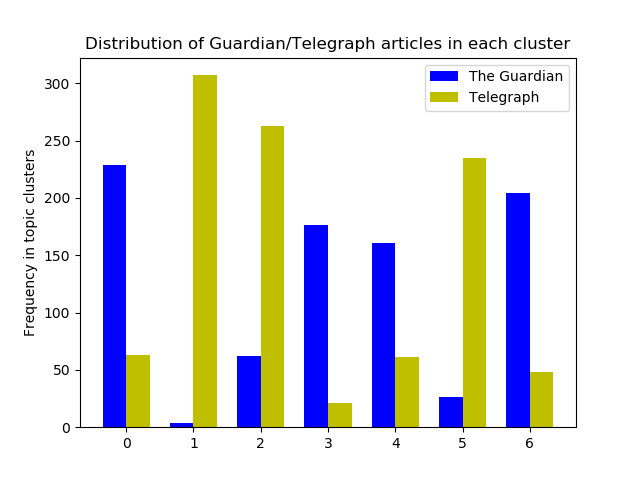 Distribution of Guardian/Telegraph articles in each cluster
The Guardian
Telegraph
Frequency in topic clusters
300
250
200
150
100
50
0
0 1 2 3 4 5 6